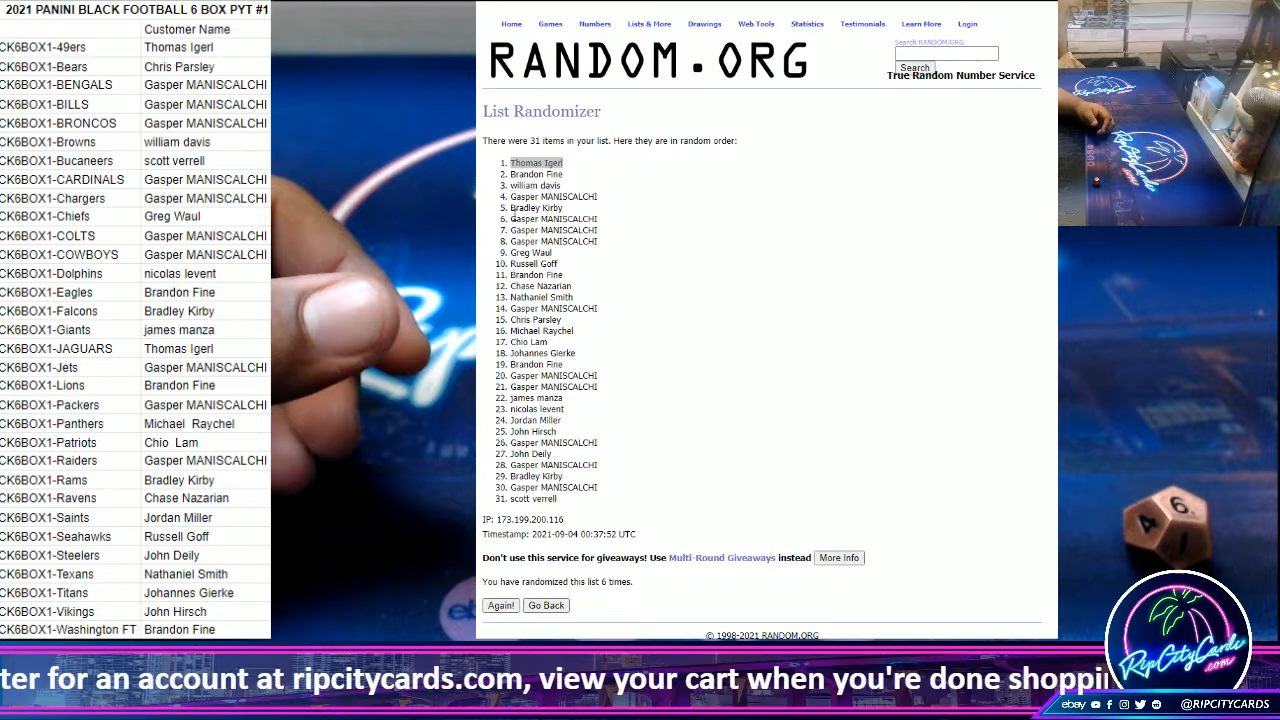 2021 PANINI BLACK FOOTBALL 6 BOX PYT #1
Customer Name
CK6BOX1-49ers Thomas Igerl
CK6BOX1-Bears Chris Parsley
CK6BOX1-BENGALS Gasper MANISCALCHI
CK6BOX1-BILLS Gasper MANISCALCHI
CK6BOX1-BRONCOS Gasper MANISCALCHI
CK6BOX1-Browns william davis
CK6BOX1-Bucaneers scott verrell
CK6BOX1-CARDINALS Gasper MANISCALCHI
CK6BOX1-Chargers Gasper MANISCALCHI
CK6BOX1-Chiefs Greg Waul
CK6BOX1-COLTS Gasper MANISCALCHI
CK6BOX1-COWBOYS Gasper MANISCALCHI
CK6BOX1-Dolphins nicolas levent
CK6BOX1-Eagles Brandon Fine
CK6BOX1-Falcons Bradley Kirby
CK6BOX1-Giants james manza
CK6BOX1-JAGUARS Thomas Igerl
CK6BOX1-Jets Gasper MANISCALCHI
CK6BOX1-Lions Brandon Fine
CK6BOX1-Packers Gasper MANISCALCHI
CK6BOX1-Panthers Michael Raychel
CK6BOX1-Patriots Chio Lam
CK6BOX1-Raiders Gasper MANISCALCHI
CK6BOX1-Rams Bradley Kirby
CK6BOX1-Ravens Chase Nazarian
CK6BOX1-Saints Jordan Miller
CK6BOX1-Seahawks Russell Goff
CK6BOX1-Steelers John Deily
CK6BOX1-Texans Nathaniel Smith
CK6BOX1-Titans Johannes Gierke
CK6BOX1-Vikings John Hirsch
CK6BOX1-Washington FT Brandon Fine
Home Games Numbers Lists & More Drawings Web Tools Statistics Testimonials Learn More Login
RANDOM.ORG
Search RANDOM.ORG
Search
True Random Number Service
List Randomizer
There were 31 items in your list. Here they are in random order:
1. Thomas Igerl
2. Brandon Fine
3. william davis
4. Gasper MANISCALCHI
5. Bradley Kirby
6. Gasper MANISCALCHI
7. Gasper MANISCALCHI
8. Gasper MANISCALCHI
9. Greg Waul
10. Russell Goff
11. Brandon Fine
12. Chase Nazarian
13. Nathaniel Smith
14. Gasper MANISCALCHI
15. Chris Parsley
16. Michael Raychel
17. Chio Lam
18. Johannes Gierke
19. Brandon Fine
20. Gasper MANISCALCHI
21. Gasper MANISCALCHI
22. james manza
23. nicolas levent
24. Jordan Miller
25. John Hirsch
26. Gasper MANISCALCHI
27. John Deily
28. Gasper MANISCALCHI
29. Bradley Kirby
30. Gasper MANISCALCHI
31. scott verrell
IP: 173.199.200.116
Timestamp: 2021-09-04 00:37:52 UTC
Don't use this service for giveaways! Use Multi-Round Giveaways instead More Info
You have randomized this list 6 times.
Again! Go Back
© 1998-2021 RANDOM.ORG
RipCityCards
4 6 1
RipCityCards
.com
ter for an account at ripcitycards.com, view your cart when you're done shoppi
ebay @RIPCITYCARDS